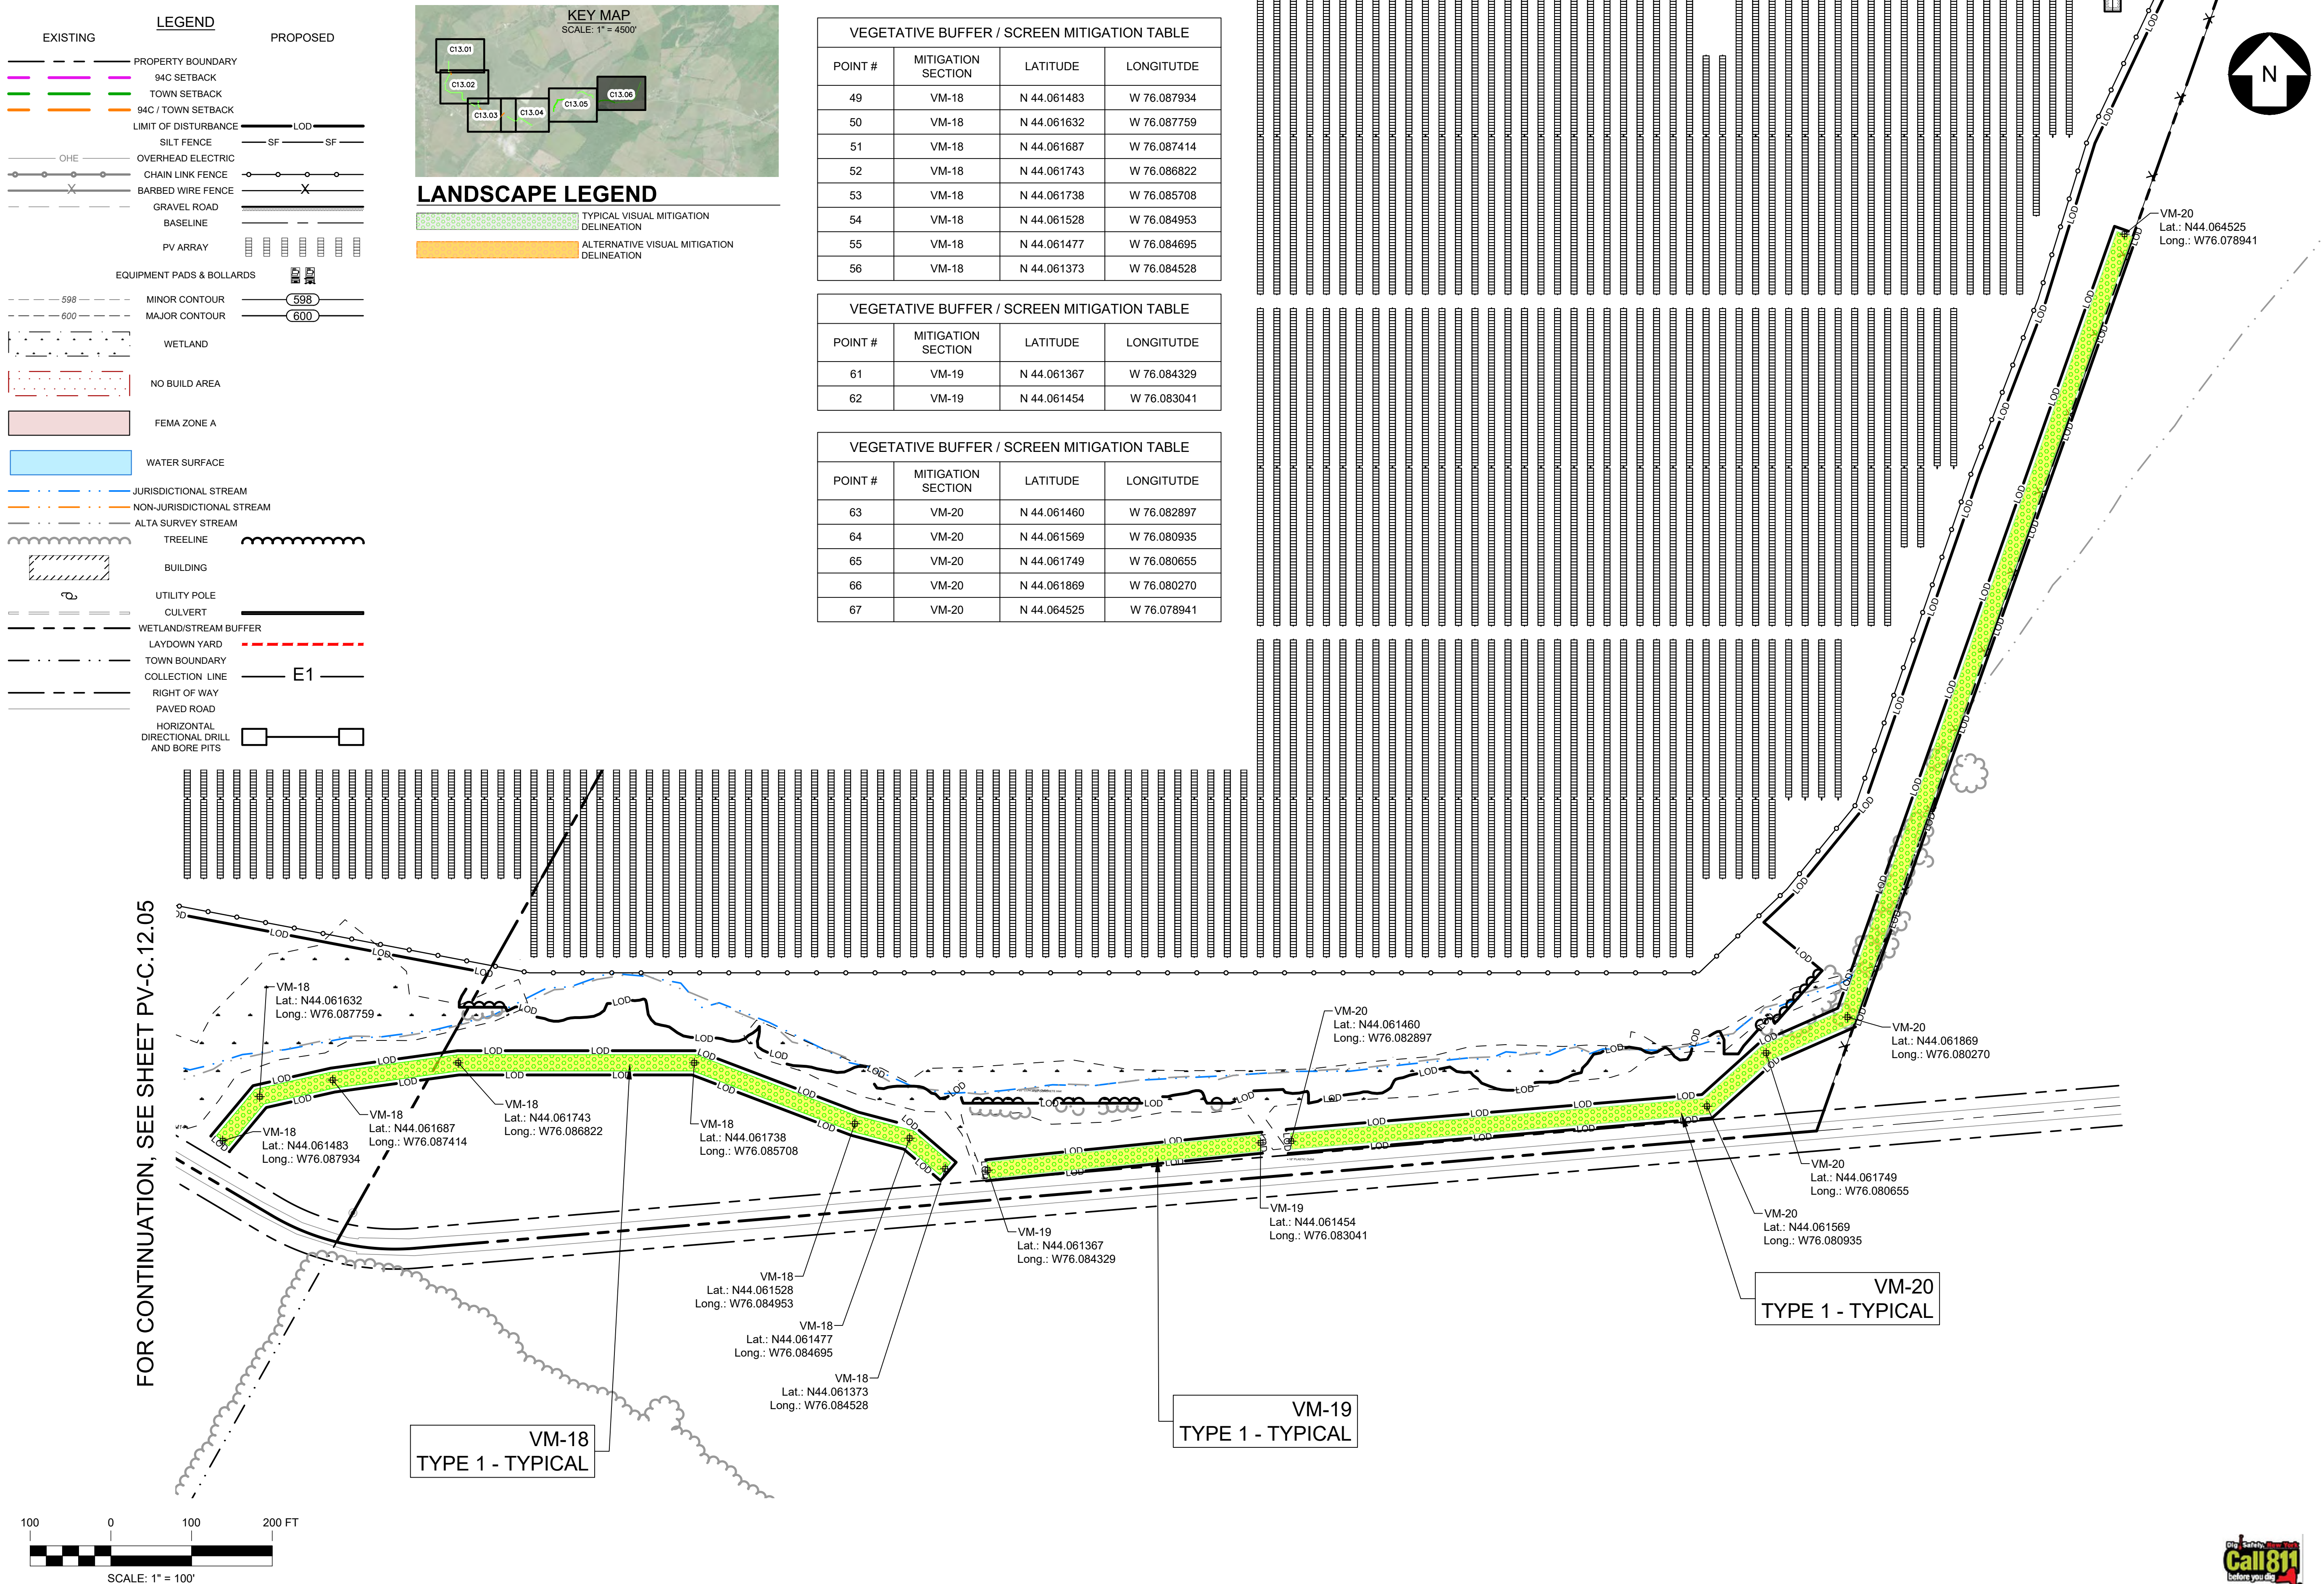 LEGEND
EXISTING
PROPOSED
PROPERTY BOUNDARY
94C SETBACK
TOWN SETBACK
94C / TOWN SETBACK
LIMIT OF DISTURBANCE
LOD
SILT FENCE
SF
SF
OHE
OVERHEAD ELECTRIC
CHAIN LINK FENCE
X
BARBED WIRE FENCE
X
GRAVEL ROAD
BASELINE
PV ARRAY
EQUIPMENT PADS & BOLLARDS
598
MINOR CONTOUR
598
600
MAJOR CONTOUR
600
WETLAND
NO BUILD AREA
FEMA ZONE A
WATER SURFACE
JURISDICTIONAL STREAM
NON-JURISDICTIONAL STREAM
ALTA SURVEY STREAM
TREELINE
BUILDING
UTILITY POLE
CULVERT
WETLAND/STREAM BUFFER
LAYDOWN YARD
TOWN BOUNDARY
COLLECTION LINE
E1
RIGHT OF WAY
PAVED ROAD
HORIZONTAL
DIRECTIONAL DRILL
AND BORE PITS
KEY MAP
SCALE: 1" = 4500'
C13.01
C13.02
C13.03
C13.04
C13.05
C13.06
LANDSCAPE LEGEND
TYPICAL VISUAL MITIGATION
DELINEATION
ALTERNATIVE VISUAL MITIGATION
DELINEATION
VEGETATIVE BUFFER / SCREEN MITIGATION TABLE
POINT # MITIGATION SECTION LATITUDE LONGITUTDE
49 VM-18 N 44.061483 W 76.087934
50 VM-18 N 44.061632 W 76.087759
51 VM-18 N 44.061687 W 76.087414
52 VM-18 N 44.061743 W 76.086822
53 VM-18 N 44.061738 W 76.085708
54 VM-18 N 44.061528 W 76.084953
55 VM-18 N 44.061477 W 76.084695
56 VM-18 N 44.061373 W 76.084528
VEGETATIVE BUFFER / SCREEN MITIGATION TABLE
POINT # MITIGATION SECTION LATITUDE LONGITUTDE
61 VM-19 N 44.061367 W 76.084329
62 VM-19 N 44.061454 W 76.083041
VEGETATIVE BUFFER / SCREEN MITIGATION TABLE
POINT # MITIGATION SECTION LATITUDE LONGITUTDE
63 VM-20 N 44.061460 W 76.082897
64 VM-20 N 44.061569 W 76.080935
65 VM-20 N 44.061749 W 76.080655
66 VM-20 N 44.061869 W 76.080270
67 VM-20 N 44.064525 W 76.078941
N
VM-20
Lat.: N44.064525
Long.: W76.078941
FOR CONTINUATION, SEE SHEET PV-C.12.05
VM-18
Lat.: N44.061632
Long.: W76.087759
VM-18
Lat.: N44.061483
Long.: W76.087934
VM-18
Lat.: N44.061687
Long.: W76.087414
VM-18
Lat.: N44.061743
Long.: W76.086822
VM-18
Lat.: N44.061738
Long.: W76.085708
VM-18
Lat.: N44.061528
Long.: W76.084953
VM-18
Lat.: N44.061477
Long.: W76.084695
VM-18
Lat.: N44.061373
Long.: W76.084528
VM-19
Lat.: N44.061367
Long.: W76.084329
VM-19
Lat.: N44.061454
Long.: W76.083041
VM-20
Lat.: N44.061460
Long.: W76.082897
VM-20
Lat.: N44.061869
Long.: W76.080270
VM-20
Lat.: N44.061749
Long.: W76.080655
VM-20
Lat.: N44.061569
Long.: W76.080935
VM-18
TYPE 1 - TYPICAL
VM-19
TYPE 1 - TYPICAL
VM-20
TYPE 1 - TYPICAL
100 0 100 200 FT
SCALE: 1" = 100'
Dig Safely. New York
Call 811
before you dig